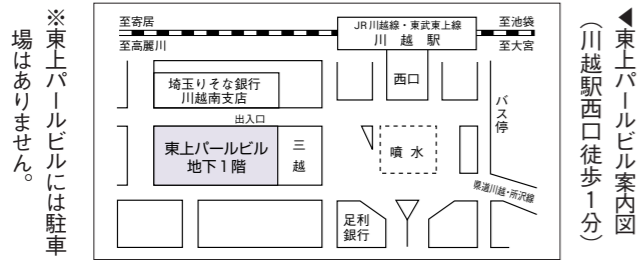 ◀東上パールビル案内図
（川越駅西口徒歩1分）
至寄居
至高麗川
JR川越線・東武東上線
川越駅
至池袋
至大宮
埼玉りそな銀行
川越南支店
西口
バス停
出入口
東上パールビル
地下1階
三越
噴水
県道川越・所沢線
足利
銀行
※東上パールビルには駐車
場はありません。